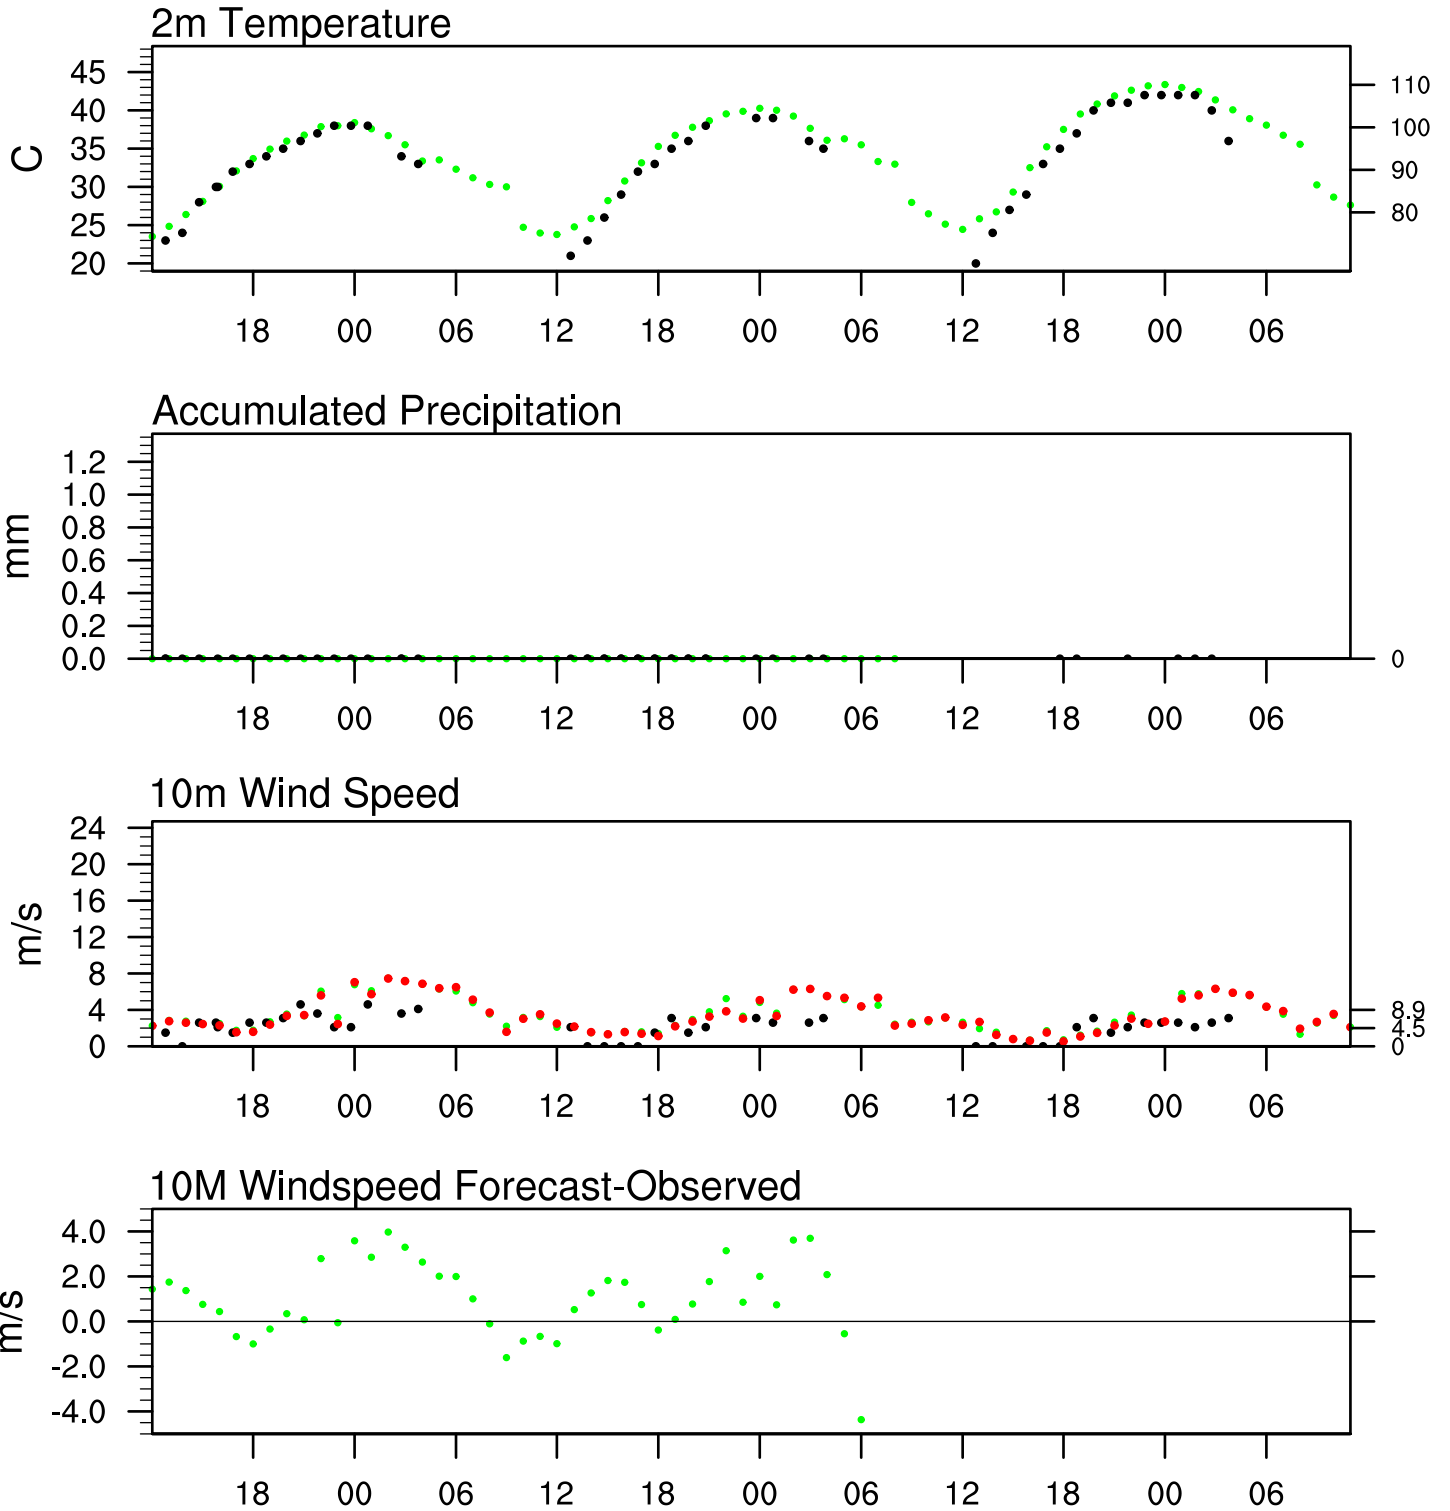 2m Temperature
45
40
35
30
25
20
C
110
100
90
80
18 00 06 12 18 00 06 12 18 00 06
Accumulated Precipitation
1.2
1.0
0.8
0.6
0.4
0.2
0.0
mm
0
18 00 06 12 18 00 06 12 18 00 06
10m Wind Speed
24
20
16
12
8
4
0
m/s
8.9
4.5
0
18 00 06 12 18 00 06 12 18 00 06
10M Windspeed Forecast-Observed
4.0
2.0
0.0
-2.0
-4.0
m/s
18 00 06 12 18 00 06 12 18 00 06